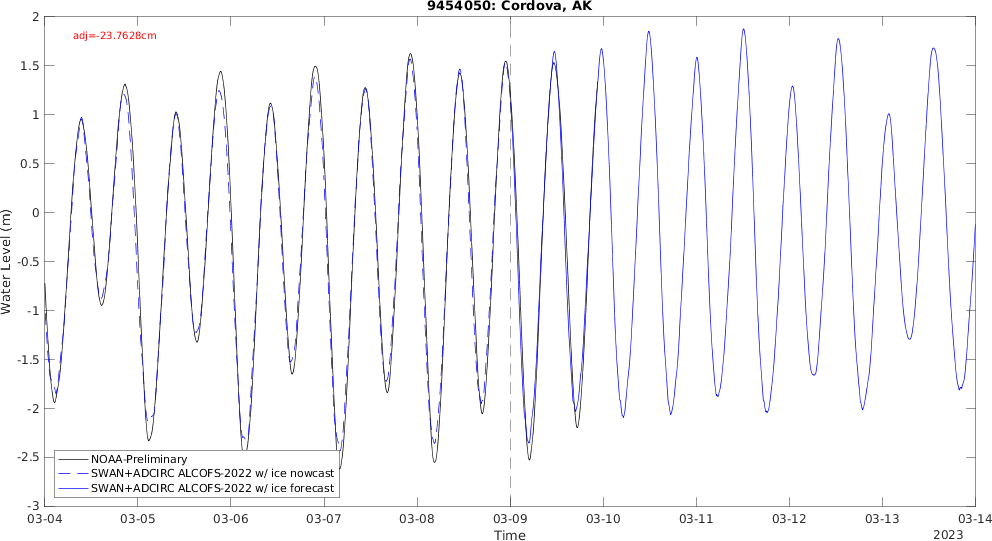 9454050: Cordova, AK
adj=-23.7628cm
2
1.5
1
0.5
0
-0.5
-1
-1.5
-2
-2.5
-3
Water Level (m)
NOAA-Preliminary
SWAN+ADCIRC ALCOFS-2022 w/ ice nowcast
SWAN+ADCIRC ALCOFS-2022 w/ ice forecast
03-04 03-05 03-06 03-07 03-08 03-09 03-10 03-11 03-12 03-13 03-14
Time
2023